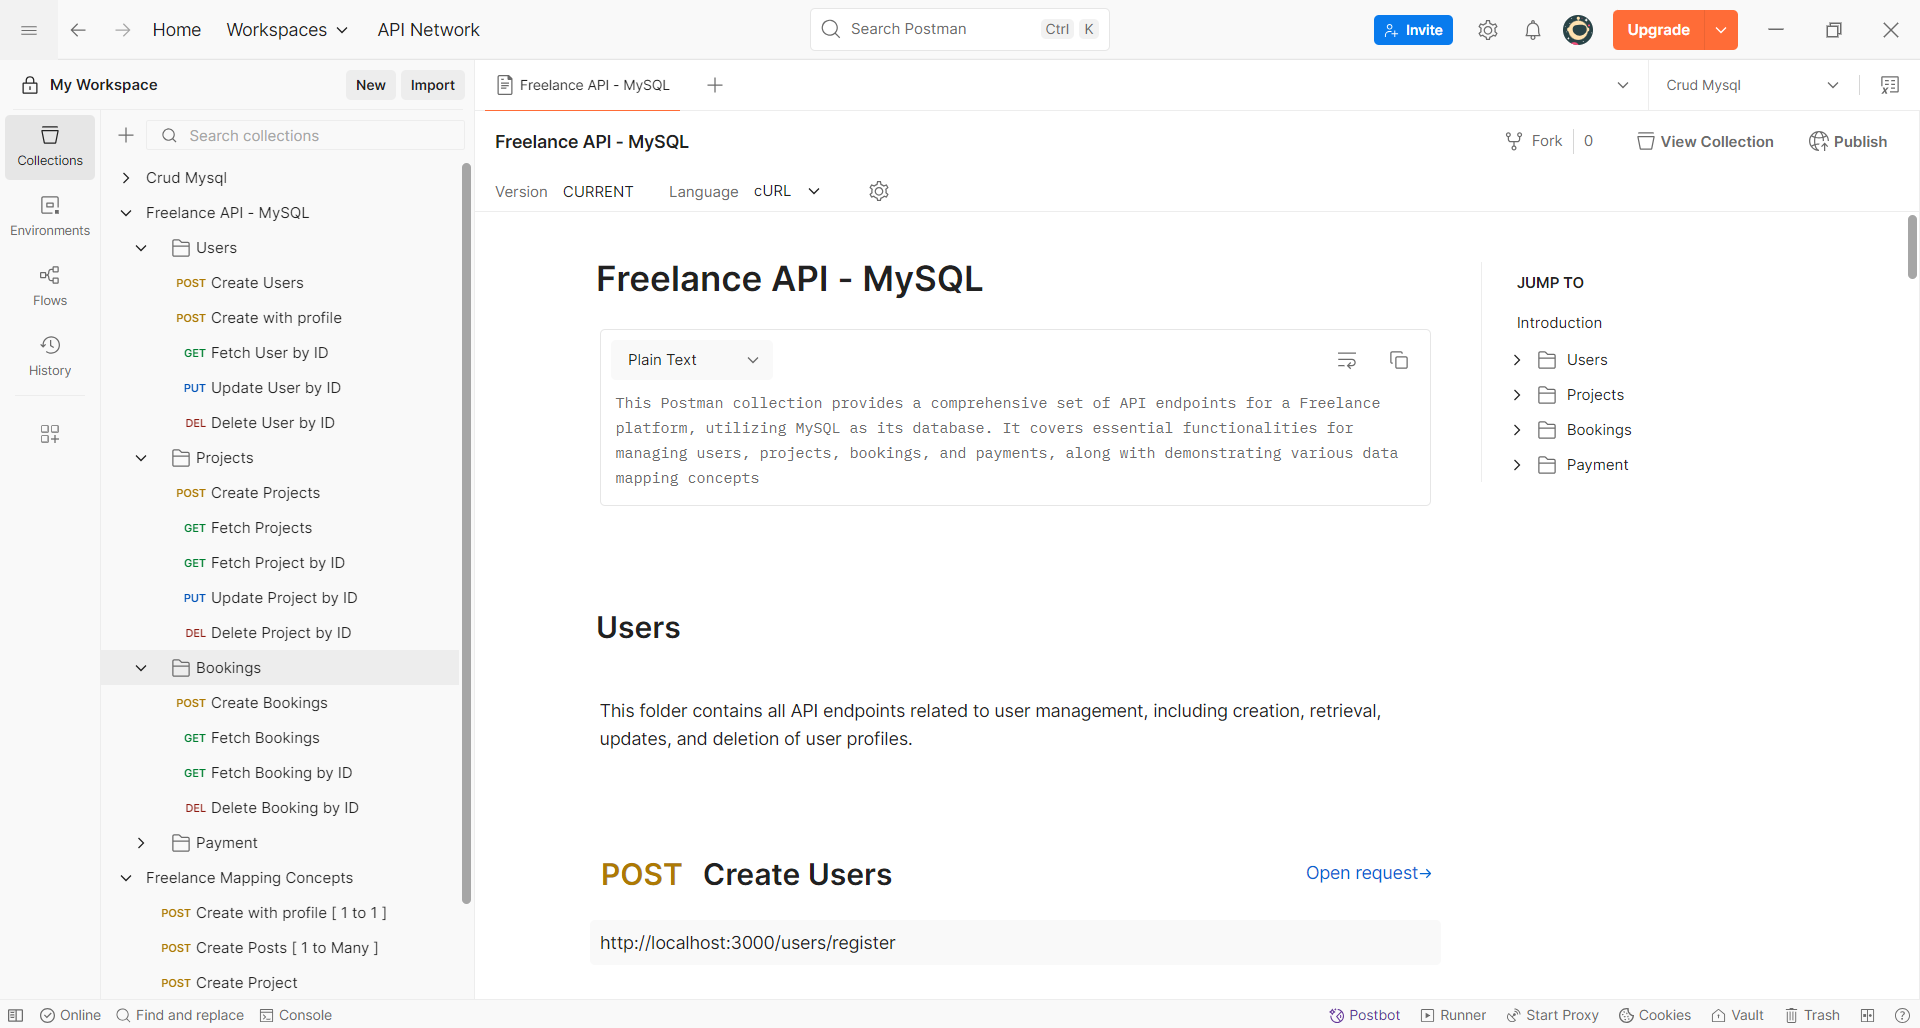 Home
Workspaces
API Network
Search Postman
Ctrl
K
Invite
Upgrade
My Workspace
New
Import
Freelance API - MySQL
Crud Mysql
Collections
Environments
Flows
History
Search collections
Crud Mysql
Freelance API - MySQL
Users
POST Create Users
POST Create with profile
GET Fetch User by ID
PUT Update User by ID
DEL Delete User by ID
Projects
POST Create Projects
GET Fetch Projects
GET Fetch Project by ID
PUT Update Project by ID
DEL Delete Project by ID
Bookings
POST Create Bookings
GET Fetch Bookings
GET Fetch Booking by ID
DEL Delete Booking by ID
Payment
Freelance Mapping Concepts
POST Create with profile [ 1 to 1 ]
POST Create Posts [ 1 to Many ]
POST Create Project
Freelance API - MySQL
Fork
0
View Collection
Publish
Version CURRENT
Language cURL
Freelance API - MySQL
Plain Text
This Postman collection provides a comprehensive set of API endpoints for a Freelance
platform, utilizing MySQL as its database. It covers essential functionalities for
managing users, projects, bookings, and payments, along with demonstrating various data
mapping concepts
Users
This folder contains all API endpoints related to user management, including creation, retrieval,
updates, and deletion of user profiles.
POST Create Users
Open request→
http://localhost:3000/users/register
JUMP TO
Introduction
Users
Projects
Bookings
Payment
Online
Find and replace
Console
Postbot
Runner
Start Proxy
Cookies
Vault
Trash